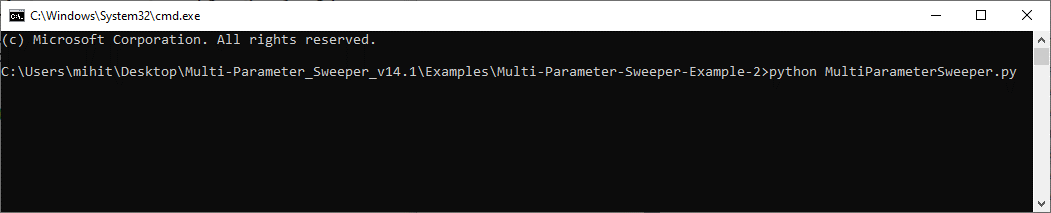 C:\Windows\System32\cmd.exe
(c) Microsoft Corporation. All rights reserved.
C:\Users\mihit\Desktop\Multi-Parameter_Sweeper_v14.1\Examples\Multi-Parameter-Sweeper-Example-2>python MultiParameterSweeper.py